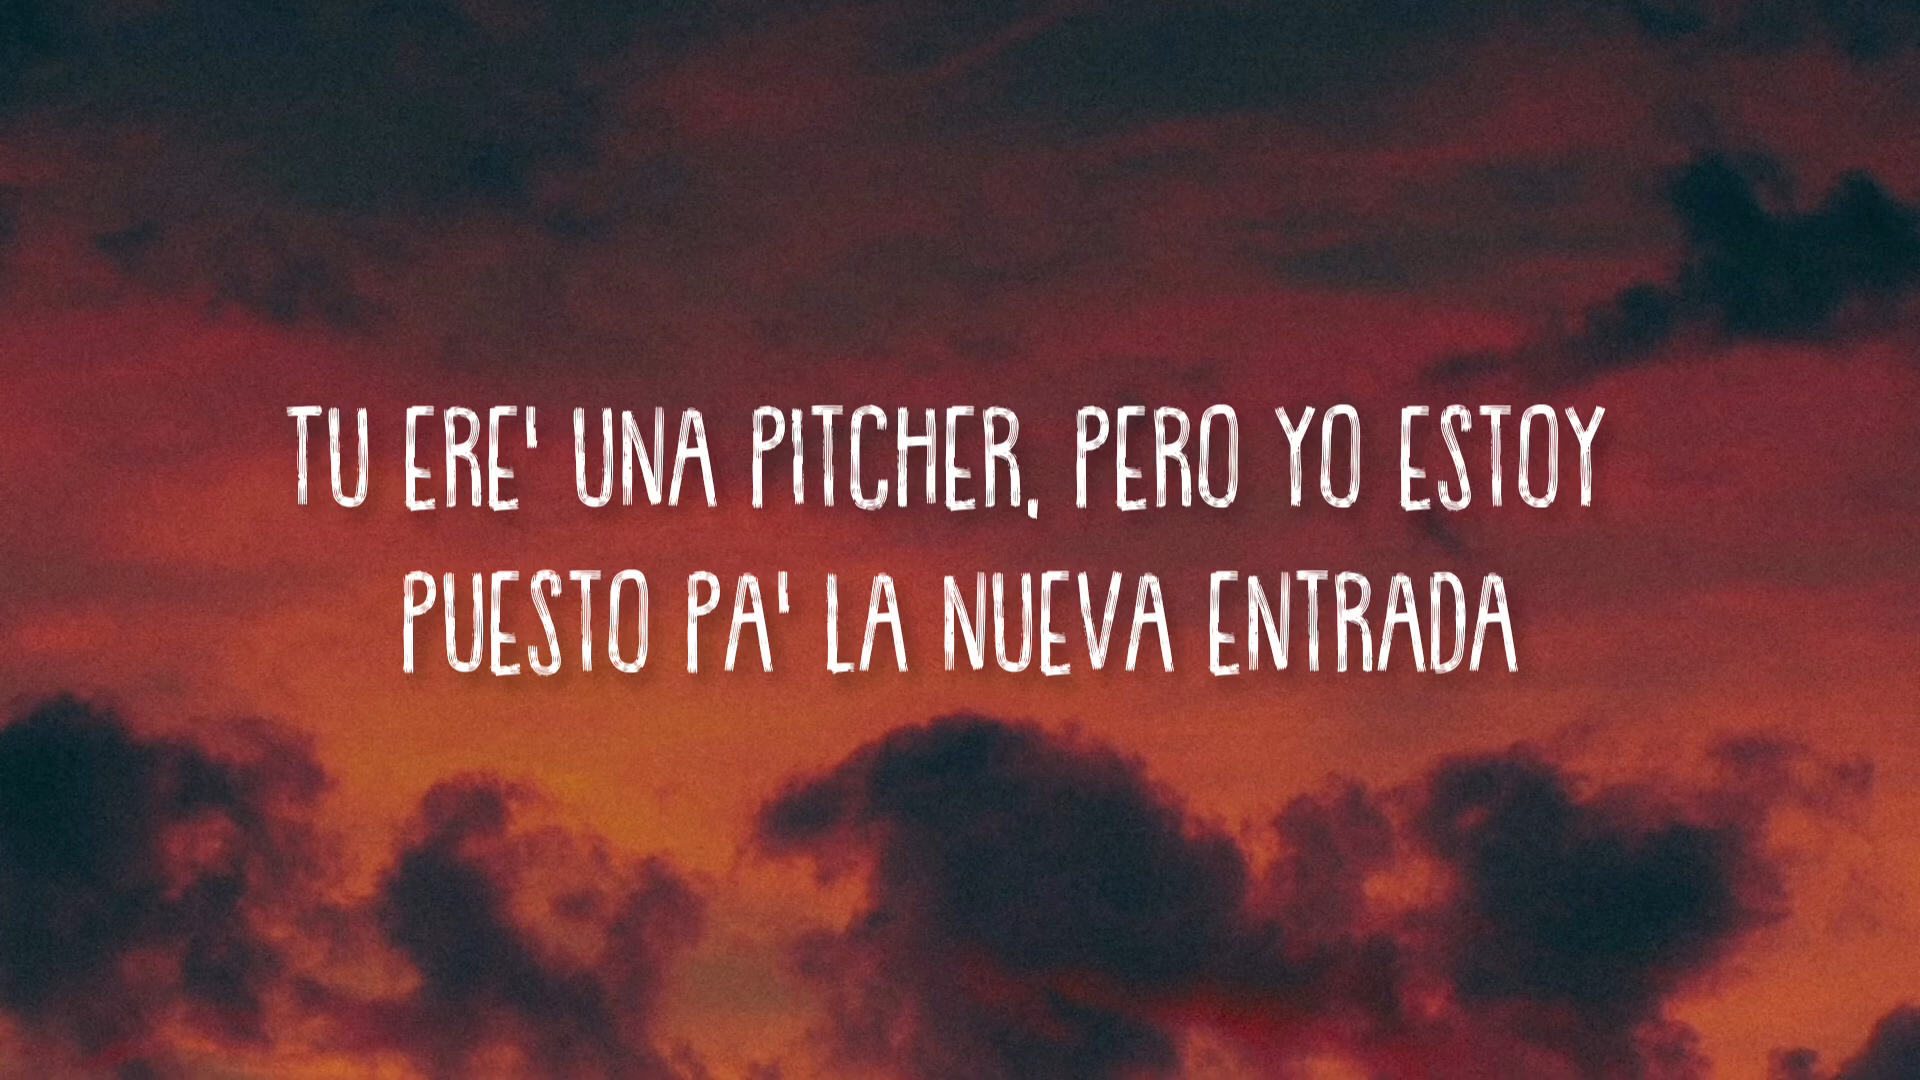 TU ERE' UNA PITCHER, PERO YO ESTOY
PUESTO PA' LA NUEVA ENTRADA